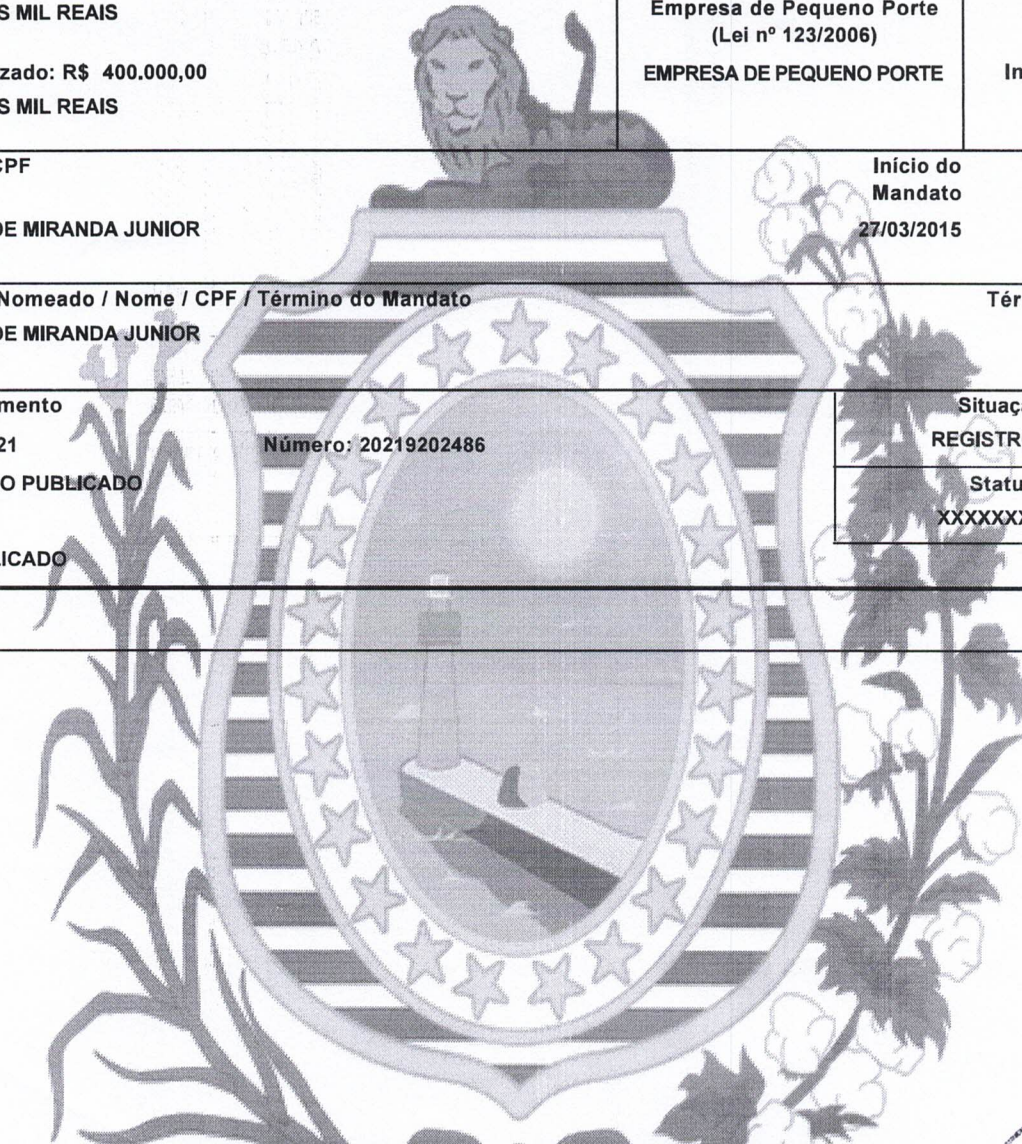 S MIL REAIS
Empresa de Pequeno Porte
(Lei nº 123/2006)
zado: R$ 400.000,00
EMPRESA DE PEQUENO PORTE
In
S MIL REAIS
CPF
Início do
Mandato
DE MIRANDA JUNIOR
27/03/2015
Nomeado / Nome / CPF / Término do Mandato
Tér
DE MIRANDA JUNIOR
mento
Situaç
21
Número: 20219202486
REGISTR
O PUBLICADO
Statu
XXXXXXX
LICADO